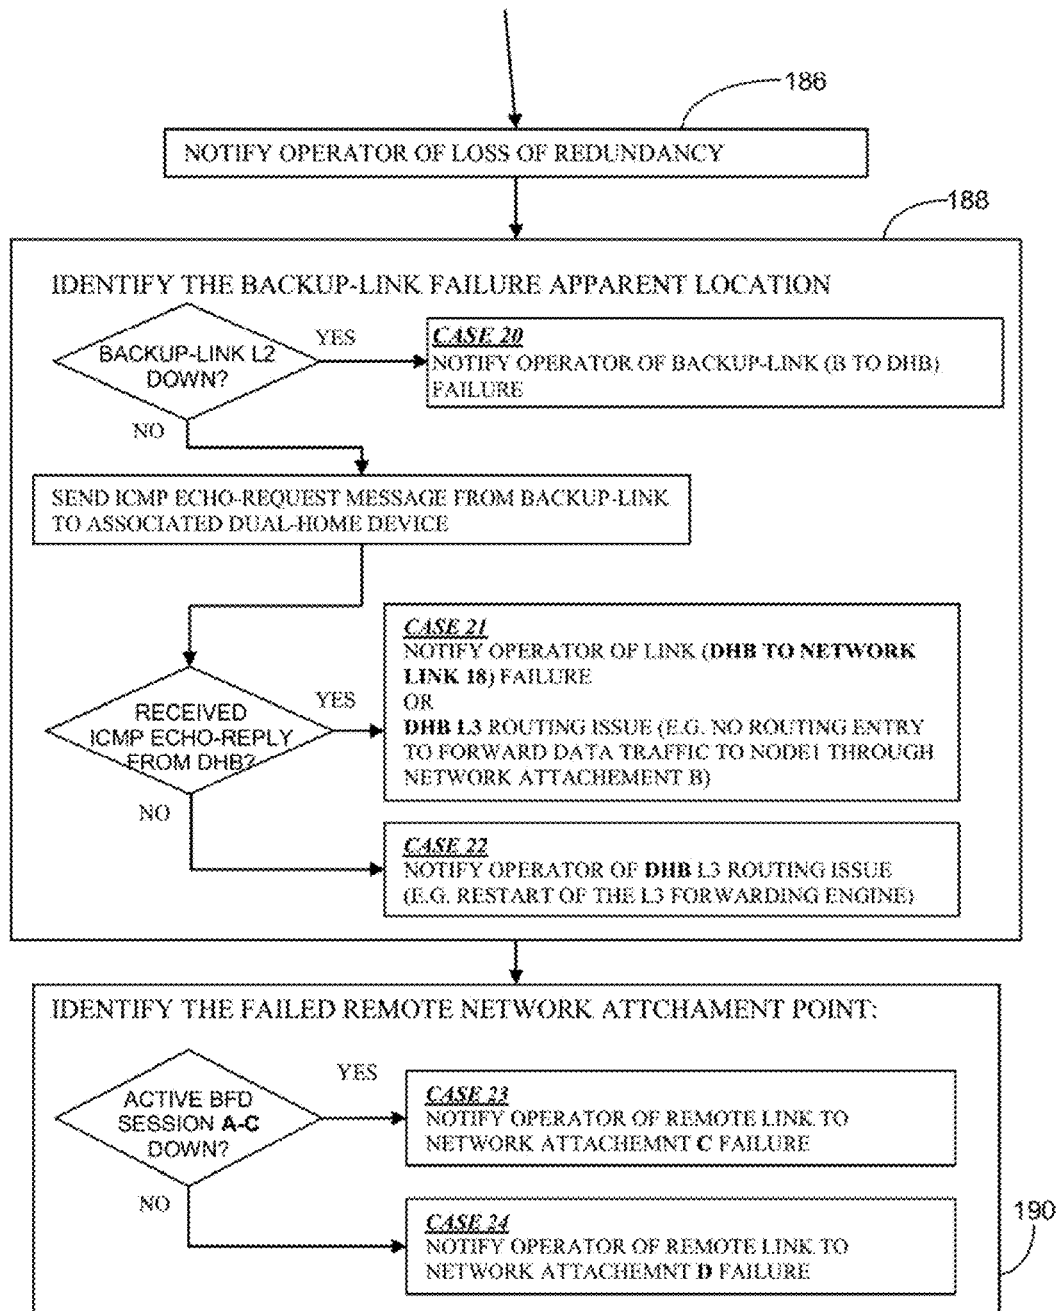 186
NOTIFY OPERATOR OF LOSS OF REDUNDANCY
188
IDENTIFY THE BACKUP-LINK FAILURE APPARENT LOCATION
BACKUP-LINK L2
DOWN?
YES
CASE 20
NOTIFY OPERATOR OF BACKUP-LINK (B TO DHB)
FAILURE
NO
SEND ICMP ECHO-REQUEST MESSAGE FROM BACKUP-LINK
TO ASSOCIATED DUAL-HOME DEVICE
RECEIVED
ICMP ECHO-REPLY
FROM DHB?
YES
CASE 21
NOTIFY OPERATOR OF LINK (DHB TO NETWORK
LINK 18) FAILURE
OR
DHB L3 ROUTING ISSUE (E.G. NO ROUTING ENTRY
TO FORWARD DATA TRAFFIC TO NODE1 THROUGH
NETWORK ATTACHEMENT B)
NO
CASE 22
NOTIFY OPERATOR OF DHB L3 ROUTING ISSUE
(E.G. RESTART OF THE L3 FORWARDING ENGINE)
IDENTIFY THE FAILED REMOTE NETWORK ATTCHAMENT POINT:
ACTIVE BFD
SESSION A-C
DOWN?
YES
CASE 23
NOTIFY OPERATOR OF REMOTE LINK TO
NETWORK ATTACHEMNT C FAILURE
NO
CASE 24
NOTIFY OPERATOR OF REMOTE LINK TO
NETWORK ATTACHEMNT D FAILURE
190